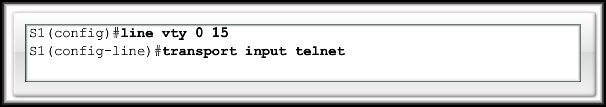 S1(config)#line vty 0 15
S1(config-line)#transport input telnet